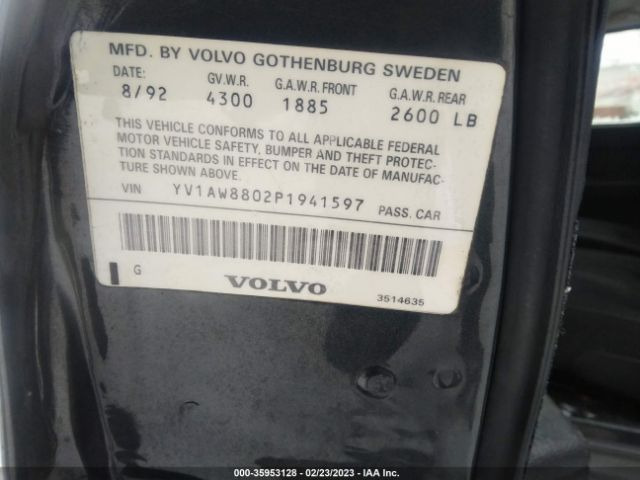 MFD. BY VOLVO GOTHENBURG SWEDEN
DATE: G.V.W.R. G.A.W.R. FRONT G.A.W.R. REAR
8/92 4300 1885 2600 LB
THIS VEHICLE CONFORMS TO ALL APPLICABLE FEDERAL
MOTOR VEHICLE SAFETY, BUMPER AND THEFT PROTEC-
TION STANDARDS IN EFFECT ON THE DATE OF MANUFAC-
TURE SHOWN ABOVE.
VIN YV1AW8802P1941597 PASS. CAR
G VOLVO
3514635
000-35953128 - 02/23/2023 - IAA Inc.